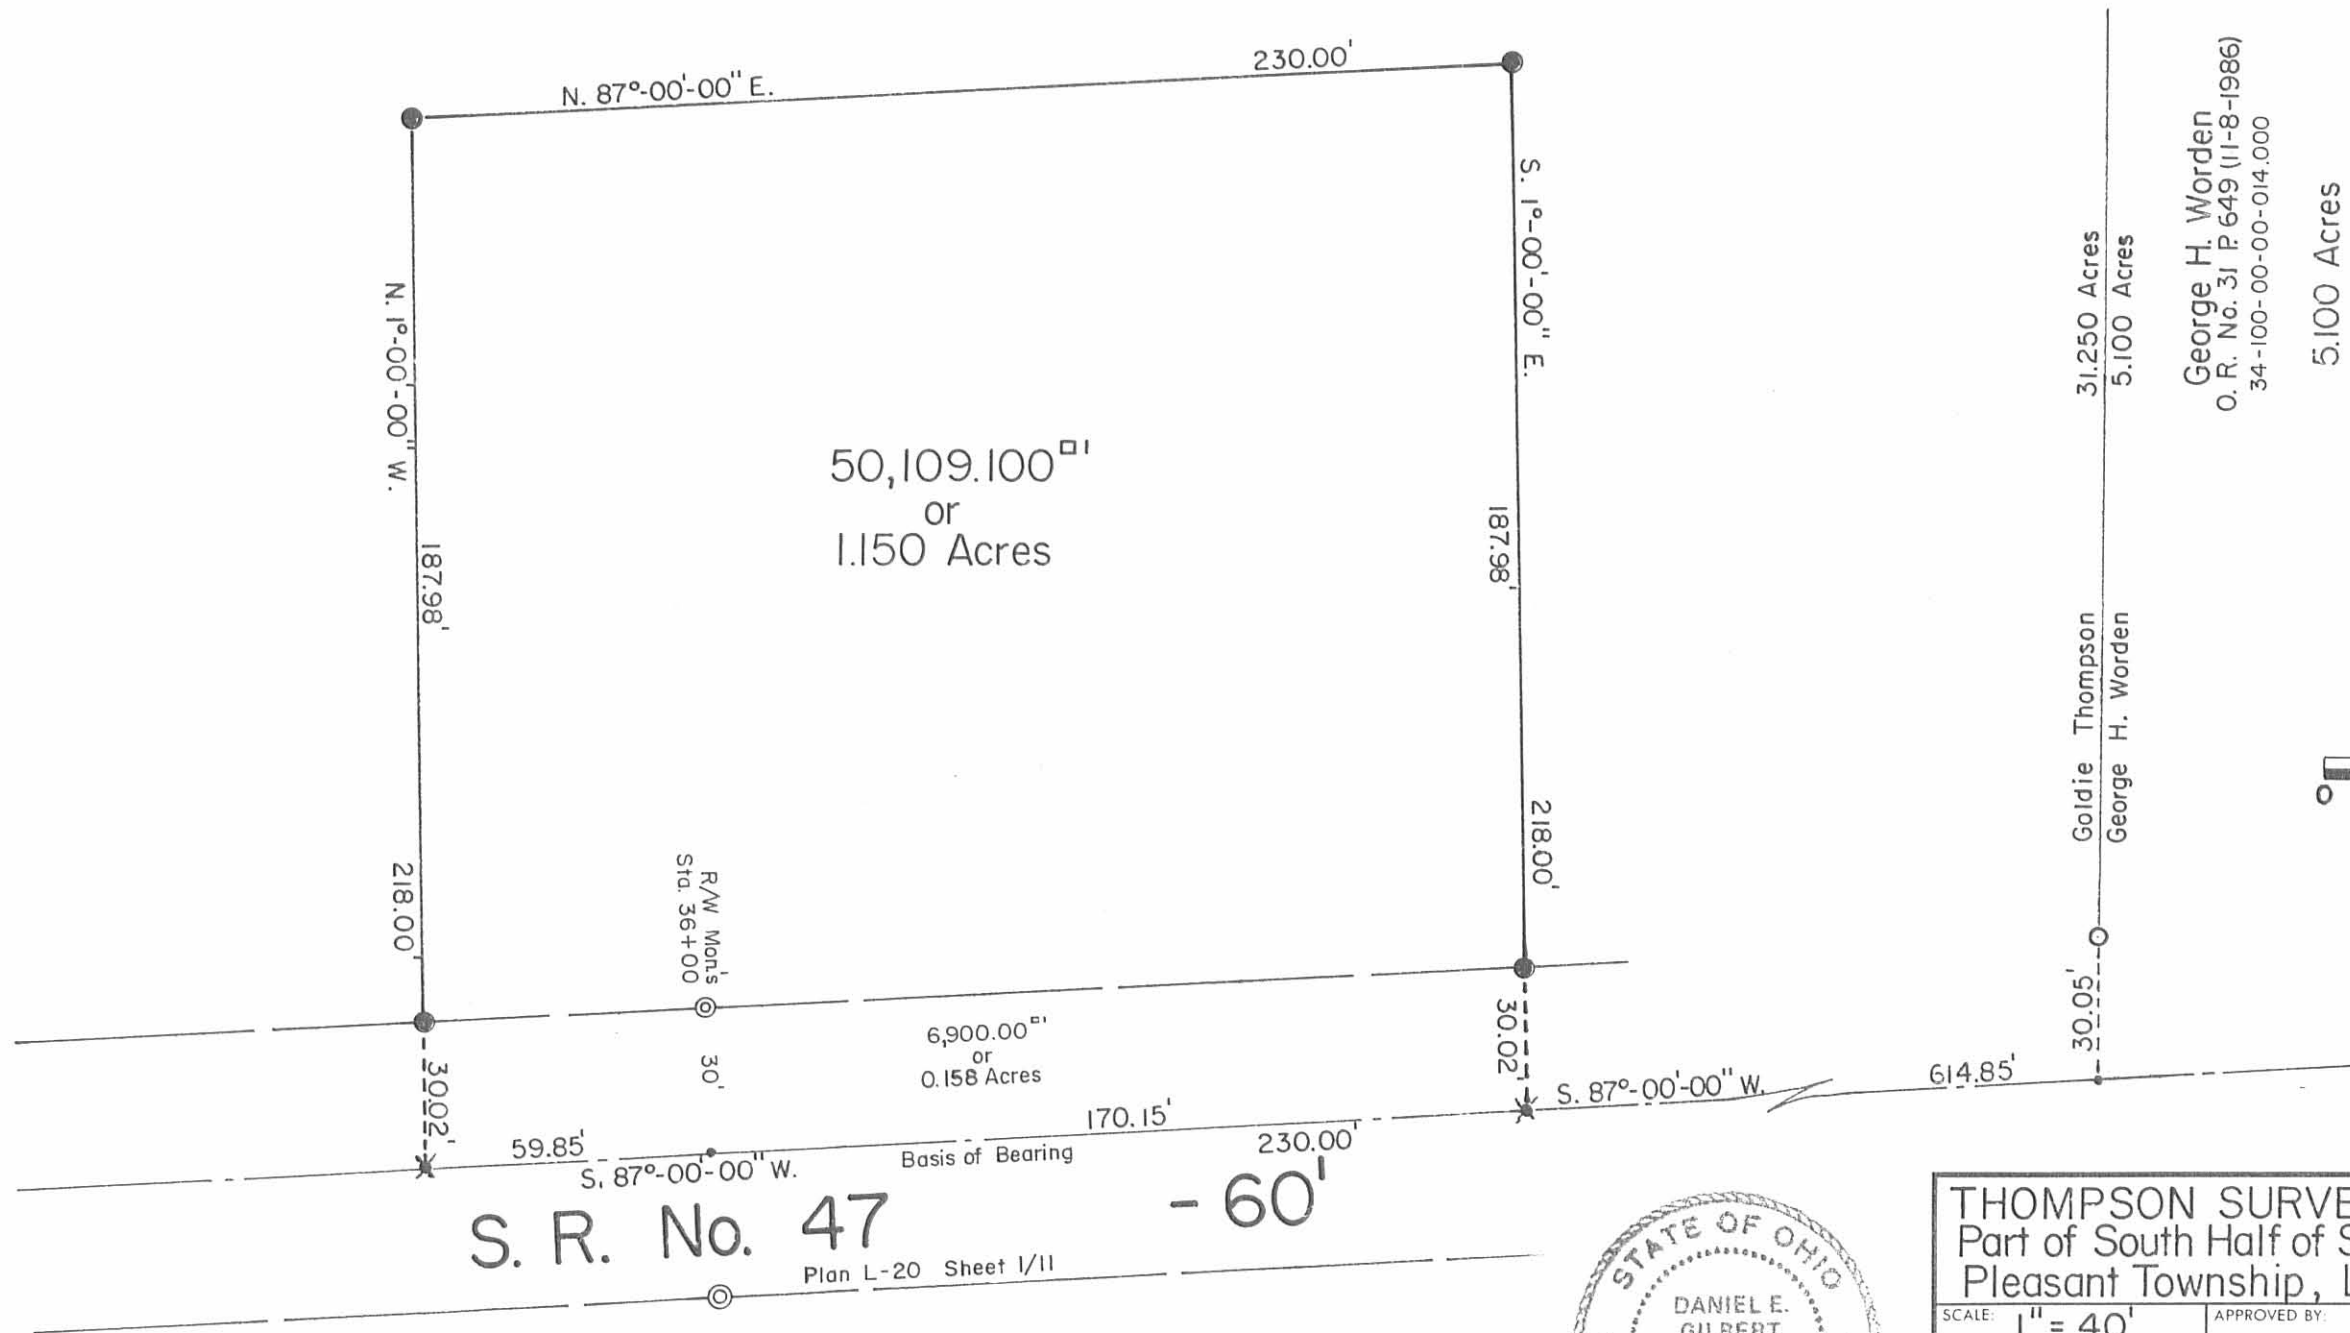 N. 87°-00'-00" E.
230.00'
N. 1°-00'-00" W.
187.98'
218.00'
S. 1°-00'-00" E.
187.98'
218.00'
50,109.100□'
or
1.150 Acres
31.250 Acres
5.100 Acres
George H. Worden
O. R. No. 31 P. 649 (11-8-1986)
34-100-00-00-014.000
5.100 Acres
Goldie Thompson
George H. Worden
R/W Mon's
Sta. 36+00
30'
6,900.00□'
or
0.158 Acres
30.02'
30.02'
30.05'
59.85'
170.15'
S. 87°-00'-00" W.
Basis of Bearing
230.00'
S. 87°-00'-00" W.
614.85'
S. R. No. 47 - 60'
Plan L-20 Sheet 1/11
STATE OF OHIO
DANIEL E.
GILBERT
THOMPSON SURVE
Part of South Half of S
Pleasant Township, L
SCALE: 1" = 40'
APPROVED BY: